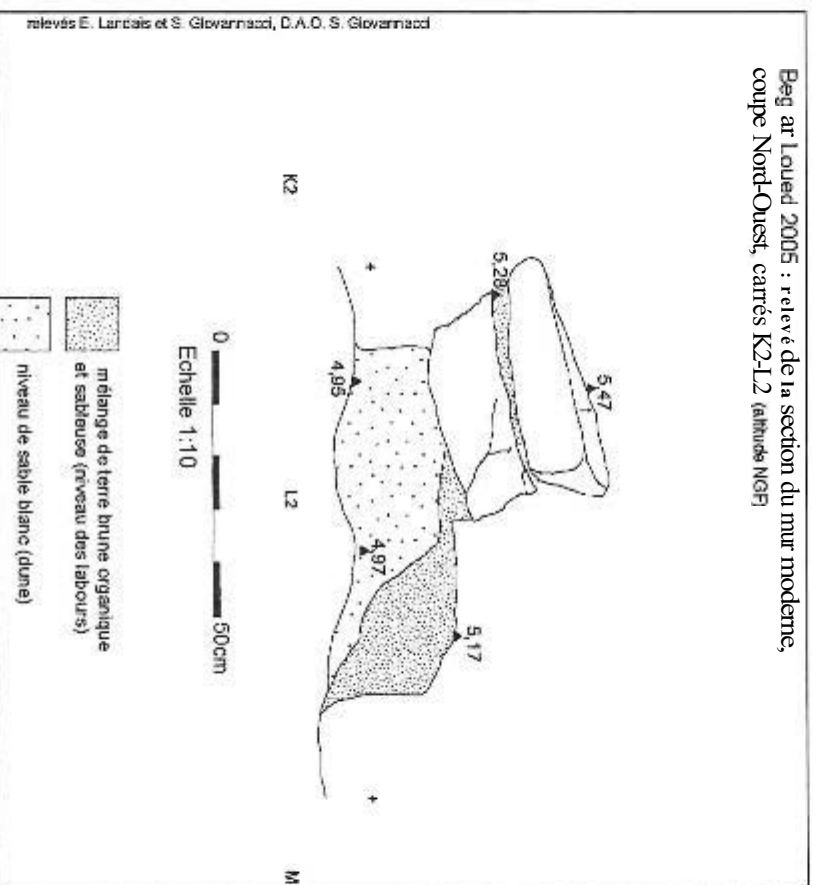 relevés E. Landais et S. Giovannacci, D.A.O. S. Giovannacci
Beg ar Loued 2005 : relevé de la section du mur moderne,
coupe Nord-Ouest, carrés K2-L2 (altitude NGF)
5,47
5,28
5,17
4,95
4,97
K2
L2
M
0
50cm
Echelle 1:10
mélange de terre brune organique
et sableuse (niveau des labours)
niveau de sable blanc (dune)